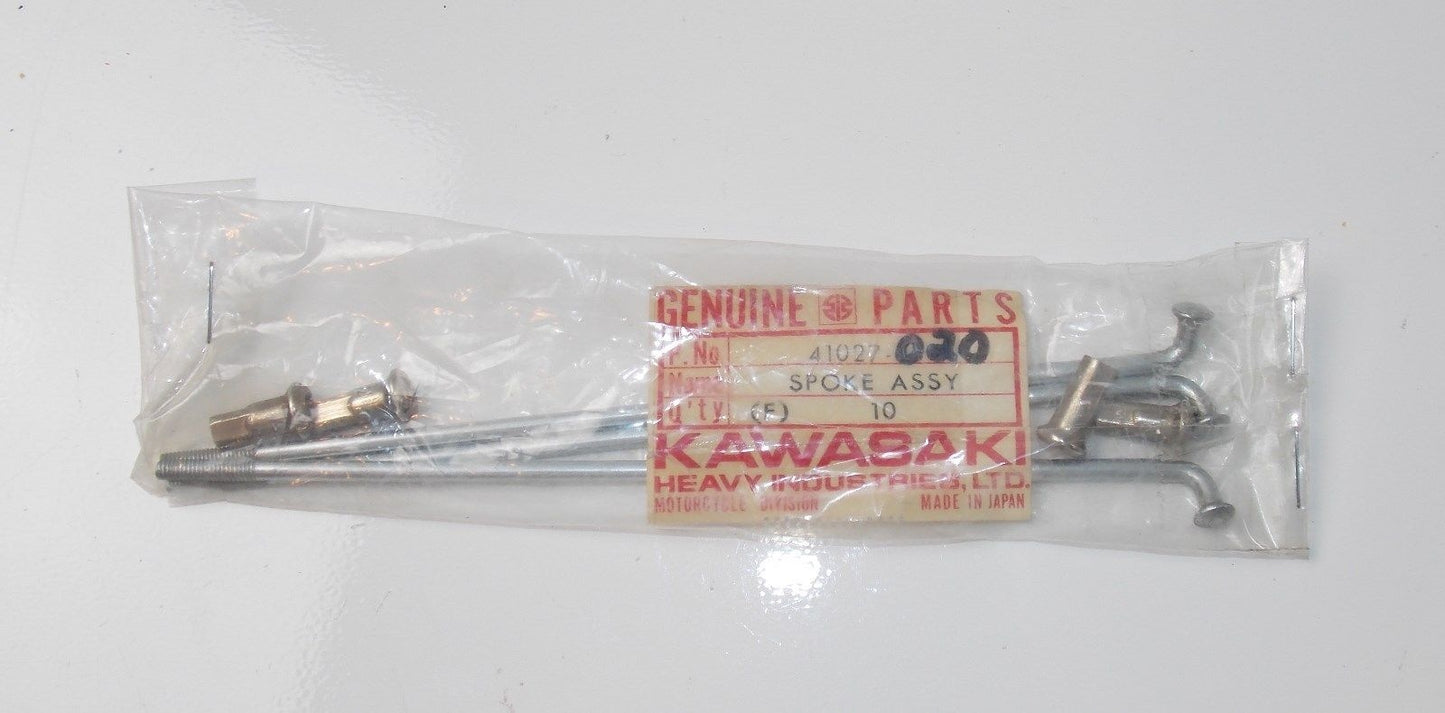 GENUINE PARTS
P. No 41027-020
Name SPOKE ASSY
Q'ty (F) 10
KAWASAKI
HEAVY INDUSTRIES, LTD.
MOTORCYCLE DIVISION MADE IN JAPAN